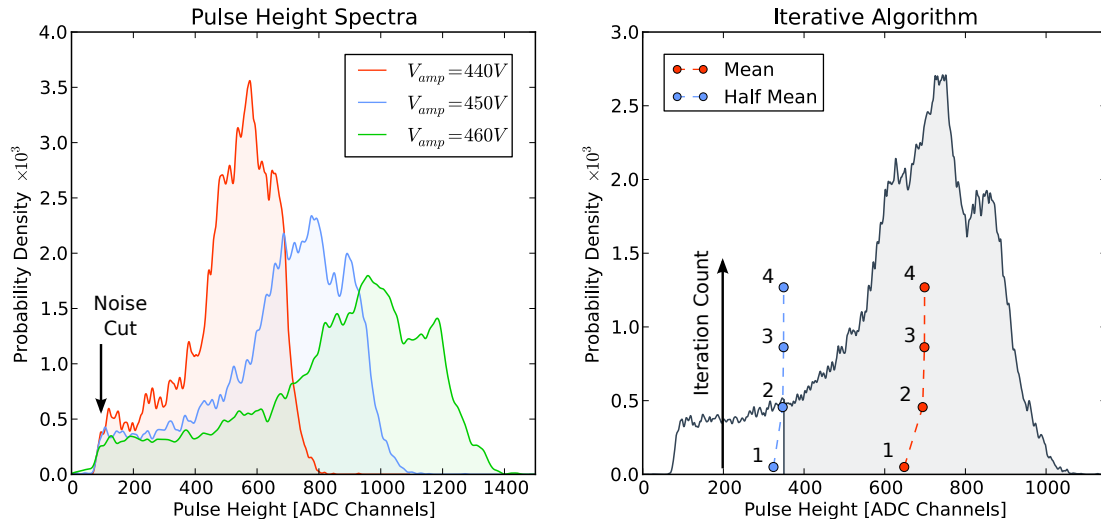 Pulse Height Spectra
4.0
3.5
3.0
2.5
2.0
1.5
1.0
0.5
0.0
Probability Density ×10³
V_amp = 440V
V_amp = 450V
V_amp = 460V
Noise
Cut
0 200 400 600 800 1000 1200 1400
Pulse Height [ADC Channels]
Iterative Algorithm
3.0
2.5
2.0
1.5
1.0
0.5
0.0
Probability Density ×10³
Mean
Half Mean
Iteration Count
4 4
3 3
2 2
1 1
0 200 400 600 800 1000
Pulse Height [ADC Channels]